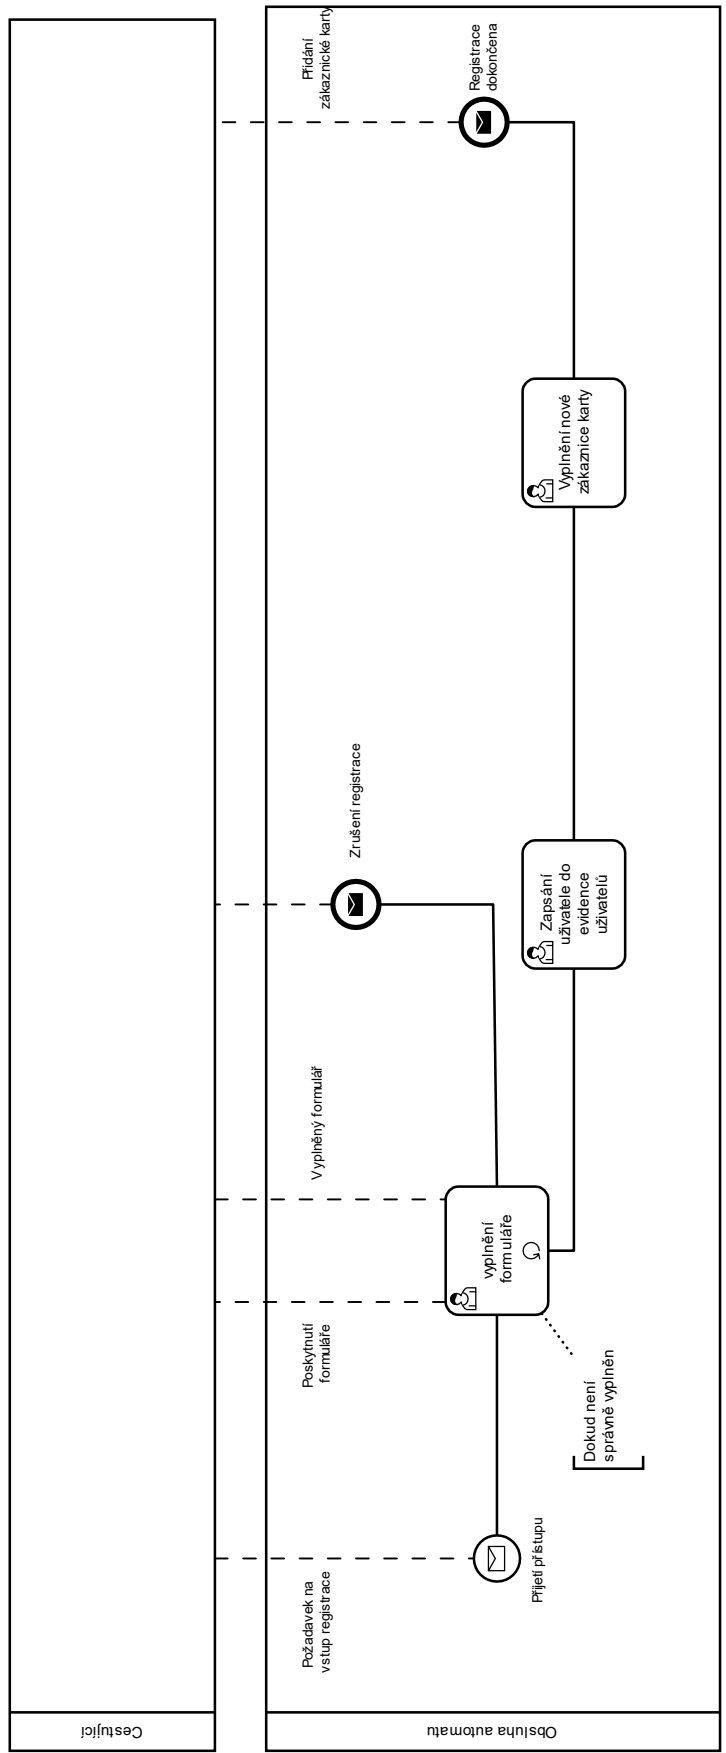 Cestující
Obsluha automatu
Požadavek na
vstup registrace
Přijetí přístupu
Poskytnutí
formuláře
Dokud není
správně vyplněn
vyplnění
formuláře
Vyplněný formulář
Zrušení registrace
Zapsání
uživatele do
evidence
uživatelů
Vyplnění nové
zákaznice karty
Přidání
zákaznické karty
Registrace
dokončena